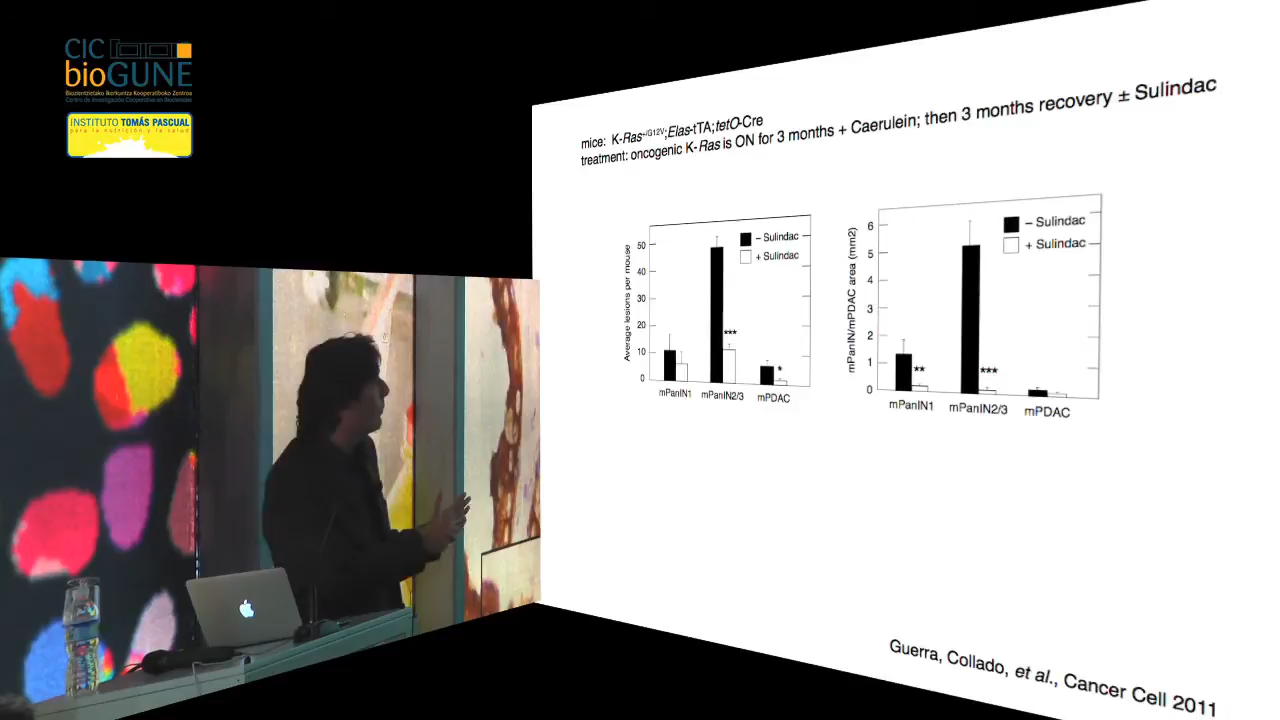 CIC
bioGUNE
Biozientzietako Ikerkuntza Kooperatiboko Zentroa
Centro de Investigación Cooperativa en Biociencias
INSTITUTO TOMÁS PASCUAL
para la nutrición y la salud
mice: K-Ras+/G12V;Elas-tTA;tetO-Cre
treatment: oncogenic K-Ras is ON for 3 months + Caerulein; then 3 months recovery ± Sulindac
Average lesions per mouse
50
40
30
20
10
0
– Sulindac
+ Sulindac
***
*
mPanIN1 mPanIN2/3 mPDAC
mPanIN/mPDAC area (mm2)
6
5
4
3
2
1
0
– Sulindac
+ Sulindac
**
***
mPanIN1 mPanIN2/3 mPDAC
Guerra, Collado, et al., Cancer Cell 2011